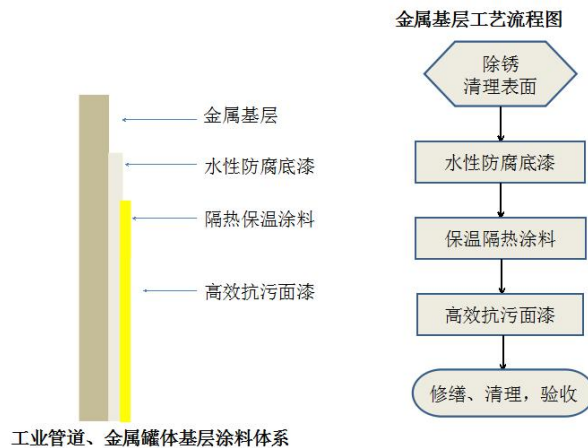 金属基层工艺流程图
金属基层
水性防腐底漆
隔热保温涂料
高效抗污面漆
工业管道、金属罐体基层涂料体系
除锈
清理表面
水性防腐底漆
保温隔热涂料
高效抗污面漆
修缮、清理，验收